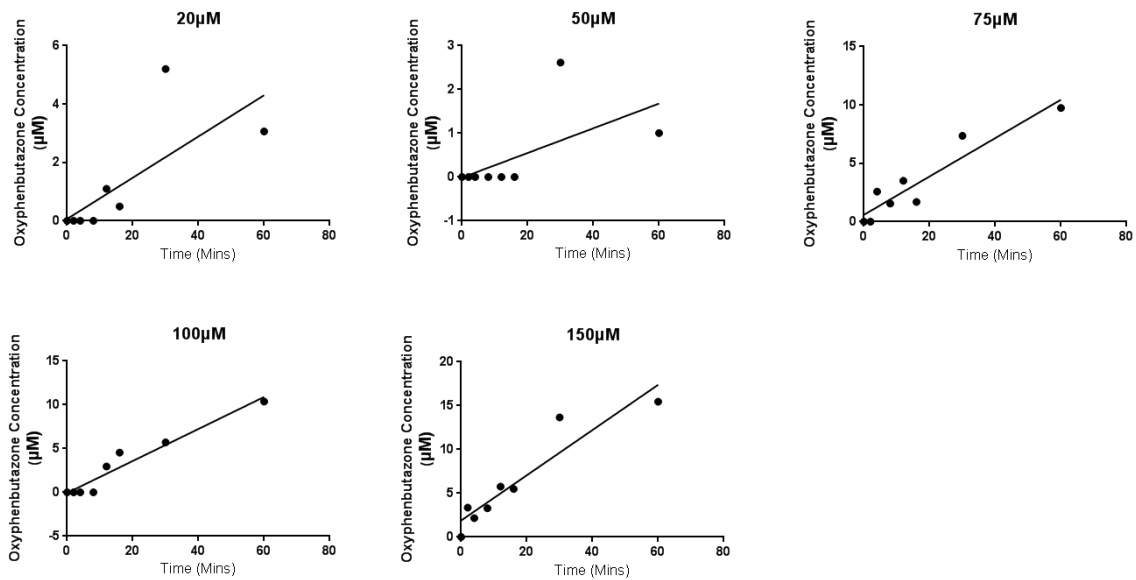 20µM
Oxyphenbutazone Concentration
(µM)
6
4
2
0
0 20 40 60 80
Time (Mins)
50µM
Oxyphenbutazone Concentration
(µM)
3
2
1
0
-1
0 20 40 60 80
Time (Mins)
75µM
Oxyphenbutazone Concentration
(µM)
15
10
5
0
0 20 40 60 80
Time (Mins)
100µM
Oxyphenbutazone Concentration
(µM)
15
10
5
0
-5
0 20 40 60 80
Time (Mins)
150µM
Oxyphenbutazone Concentration
(µM)
20
15
10
5
0
0 20 40 60 80
Time (Mins)